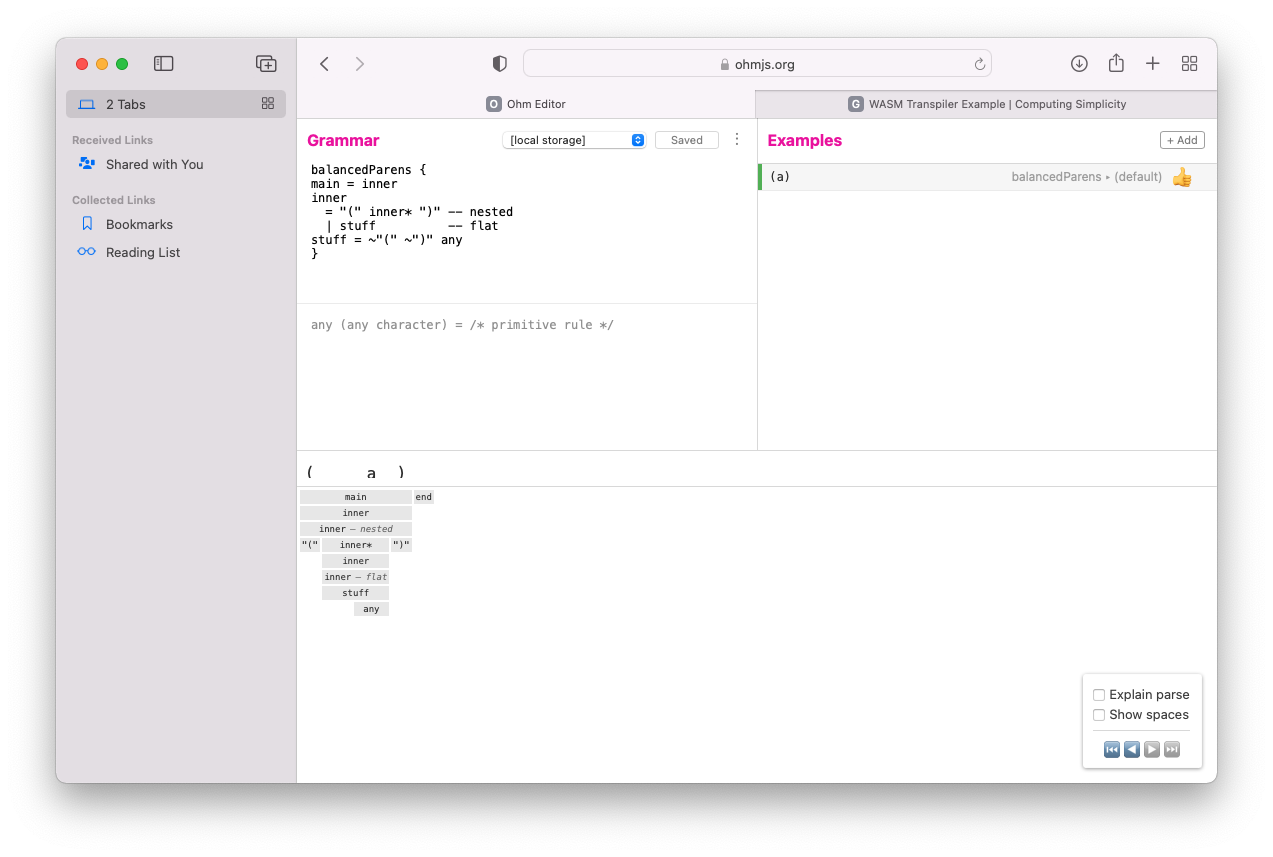 ohmjs.org
2 Tabs
Received Links
Shared with You
Collected Links
Bookmarks
Reading List
O Ohm Editor
G WASM Transpiler Example | Computing Simplicity
Grammar
[local storage]
Saved
balancedParens {
main = inner
inner
  = "(" inner* ")" -- nested
  | stuff          -- flat
stuff = ~"(" ~")" any
}
any (any character) = /* primitive rule */
Examples
+ Add
(a) balancedParens ▸ (default)
( a )
main end
inner
inner – nested
"(" inner* ")"
inner
inner – flat
stuff
any
Explain parse
Show spaces